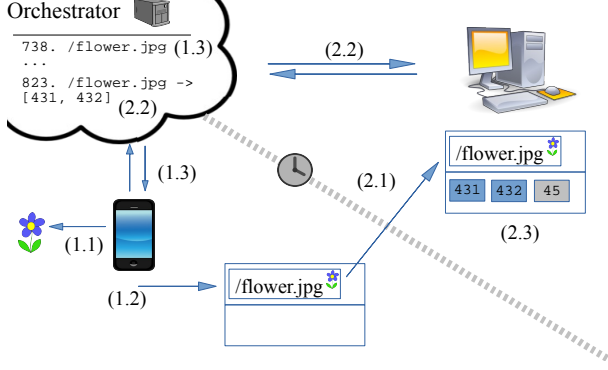 Orchestrator
738. /flower.jpg (1.3)
...
823. /flower.jpg ->
[431, 432] (2.2)
(2.2)
(1.3)
(2.1)
/flower.jpg
431 432 45
(2.3)
(1.1)
(1.2)
/flower.jpg